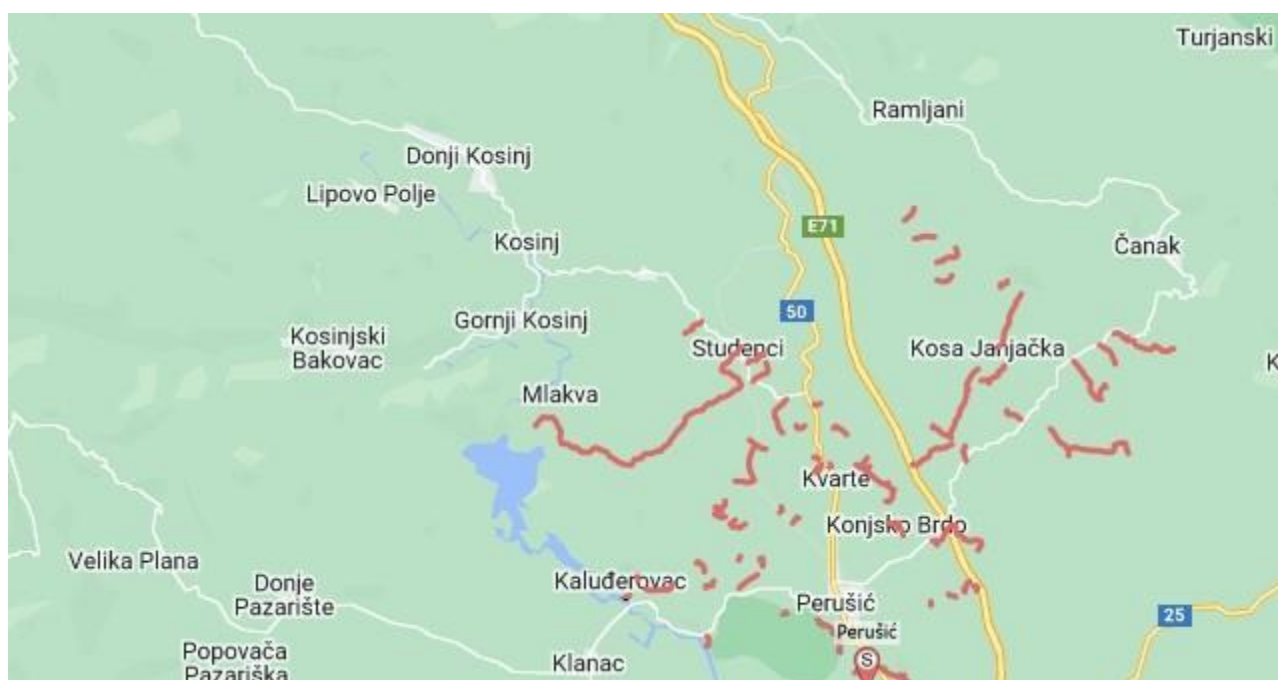 Turjanski
Ramljani
Donji Kosinj
Lipovo Polje
E71
Kosinj
Čanak
50
Gornji Kosinj
Kosinjski
Bakovac
Studenci
Kosa Janjačka
K
Mlakva
Kvarte
Konjsko Brdo
Velika Plana
Kaluđerovac
Donje
Pazarište
Perušić
25
Perušić
Popovača
Pazariška
Klanac
S